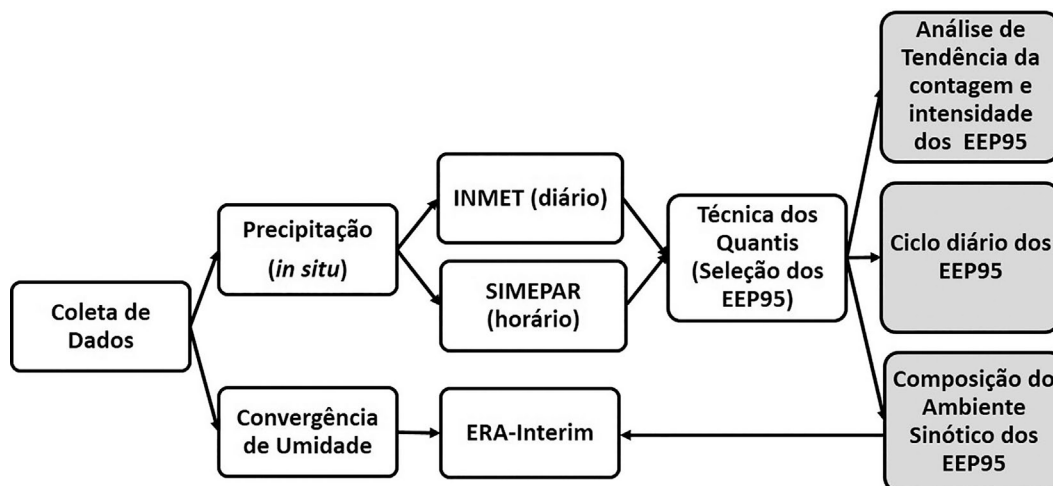 Coleta de
Dados
Precipitação
(in situ)
Convergência
de Umidade
INMET (diário)
SIMEPAR
(horário)
ERA-Interim
Técnica dos
Quantis
(Seleção dos
EEP95)
Análise de
Tendência da
contagem e
intensidade
dos EEP95
Ciclo diário dos
EEP95
Composição do
Ambiente
Sinótico dos
EEP95